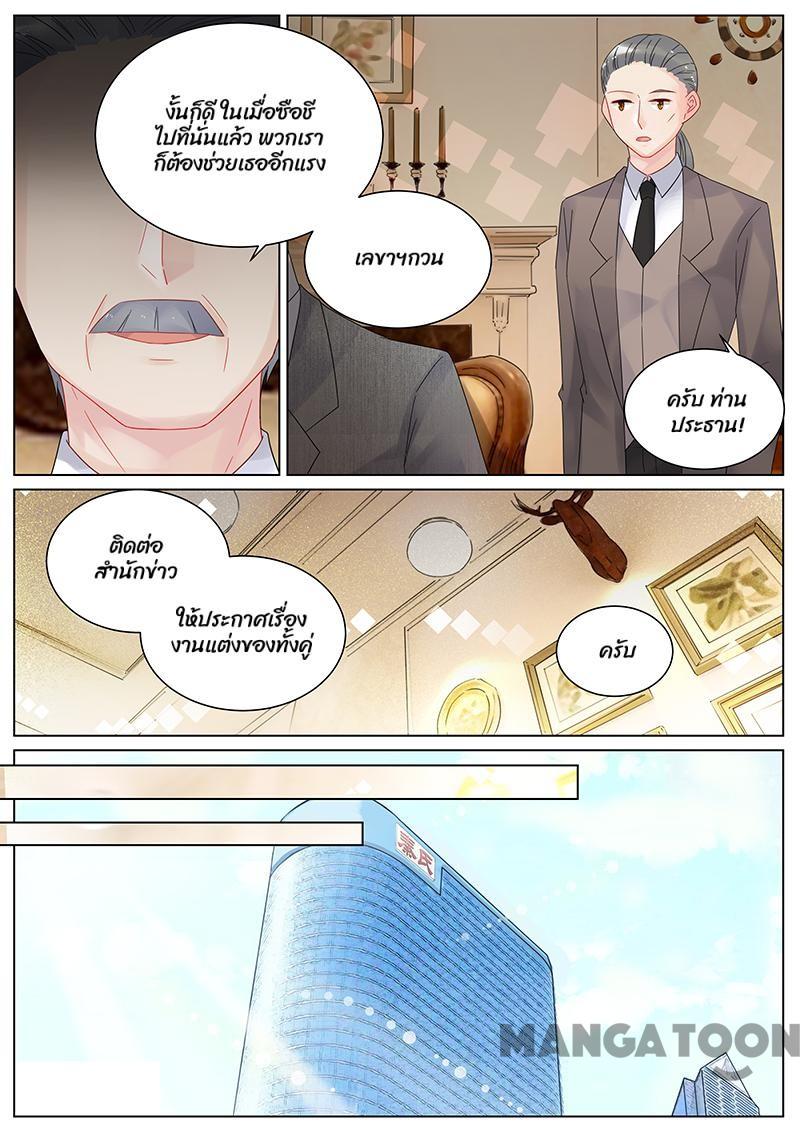 งั้นก็ดี ในเมื่อซือชี
ไปที่นั่นแล้ว พวกเรา
ก็ต้องช่วยเธออีกแรง
เลขาฯกวน
ครับ ท่าน
ประธาน!
ติดต่อ
สำนักข่าว
ให้ประกาศเรื่อง
งานแต่งของทั้งคู่
ครับ
秦氏
MANGATOON